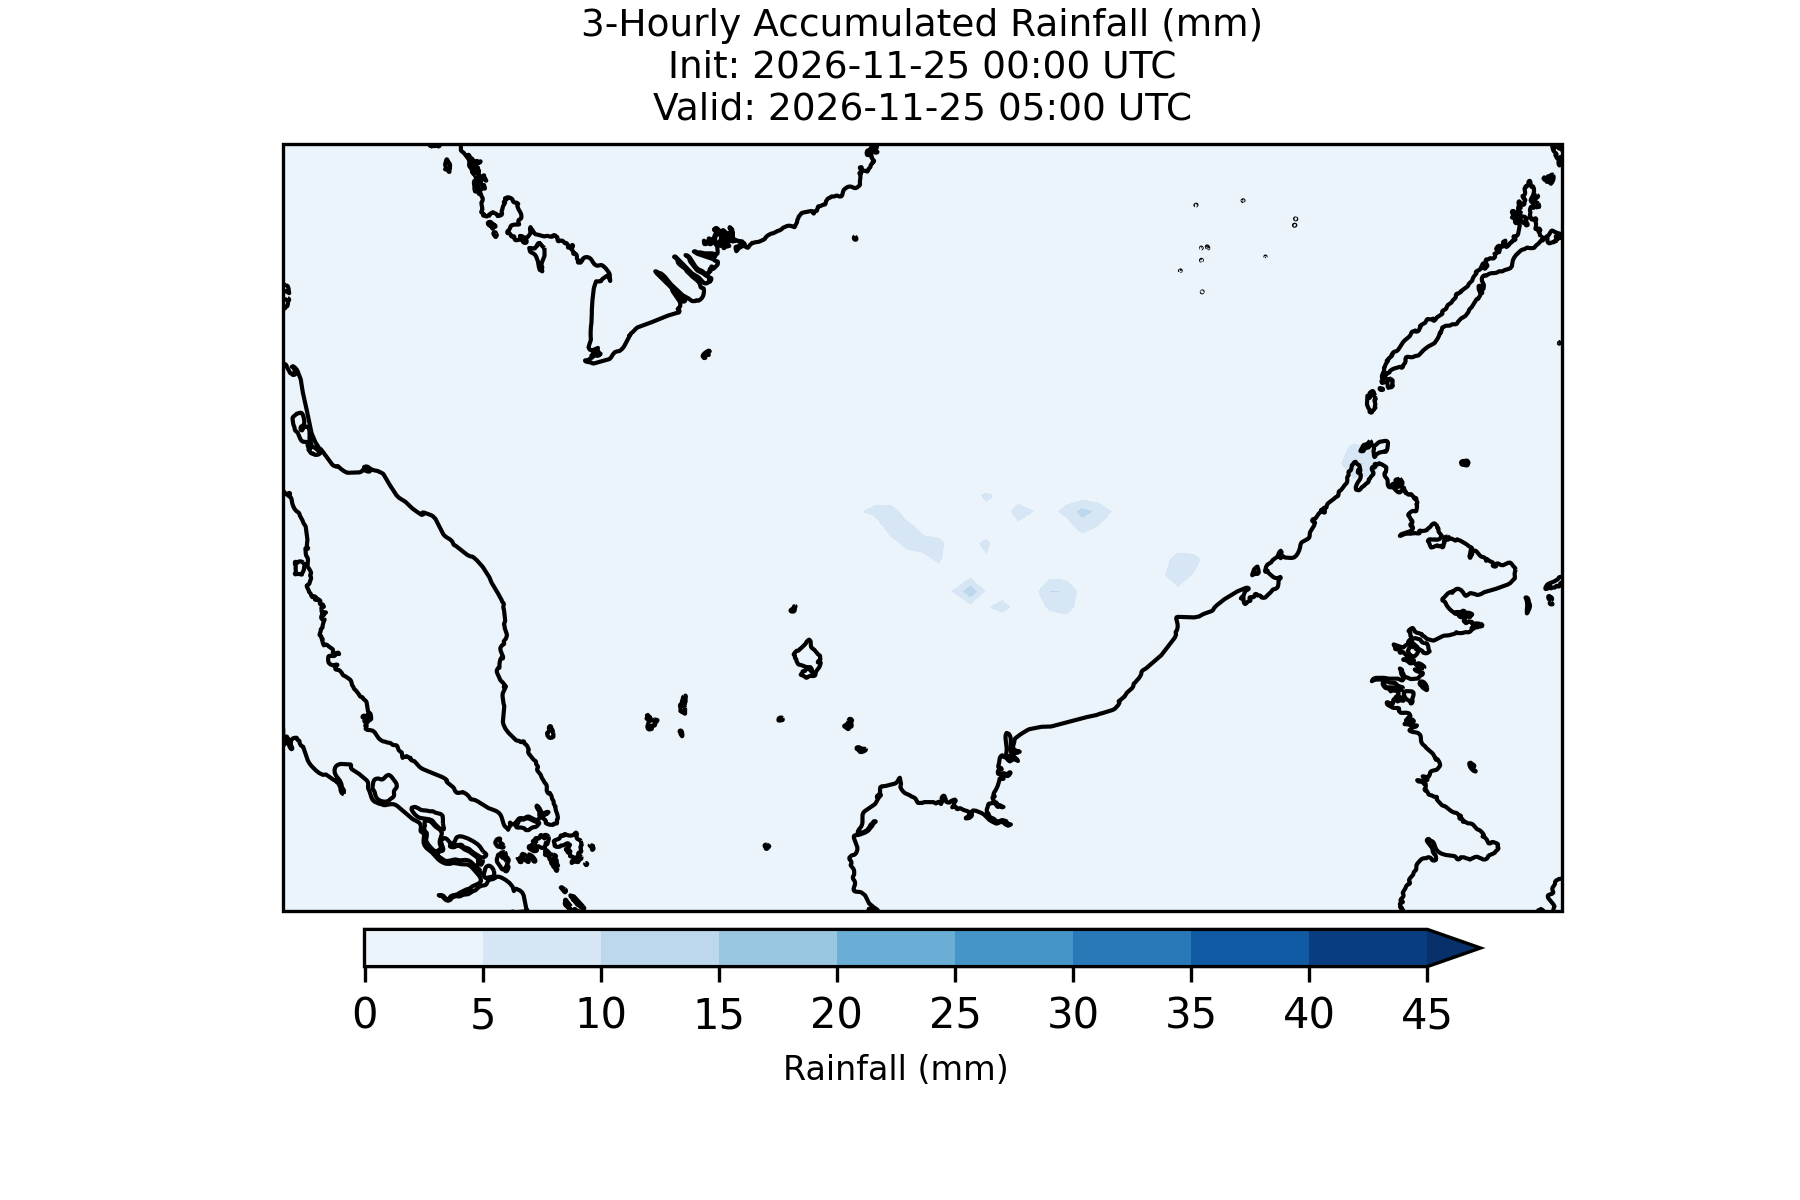 3-Hourly Accumulated Rainfall (mm)
Init: 2026-11-25 00:00 UTC
Valid: 2026-11-25 05:00 UTC
0 5 10 15 20 25 30 35 40 45
Rainfall (mm)